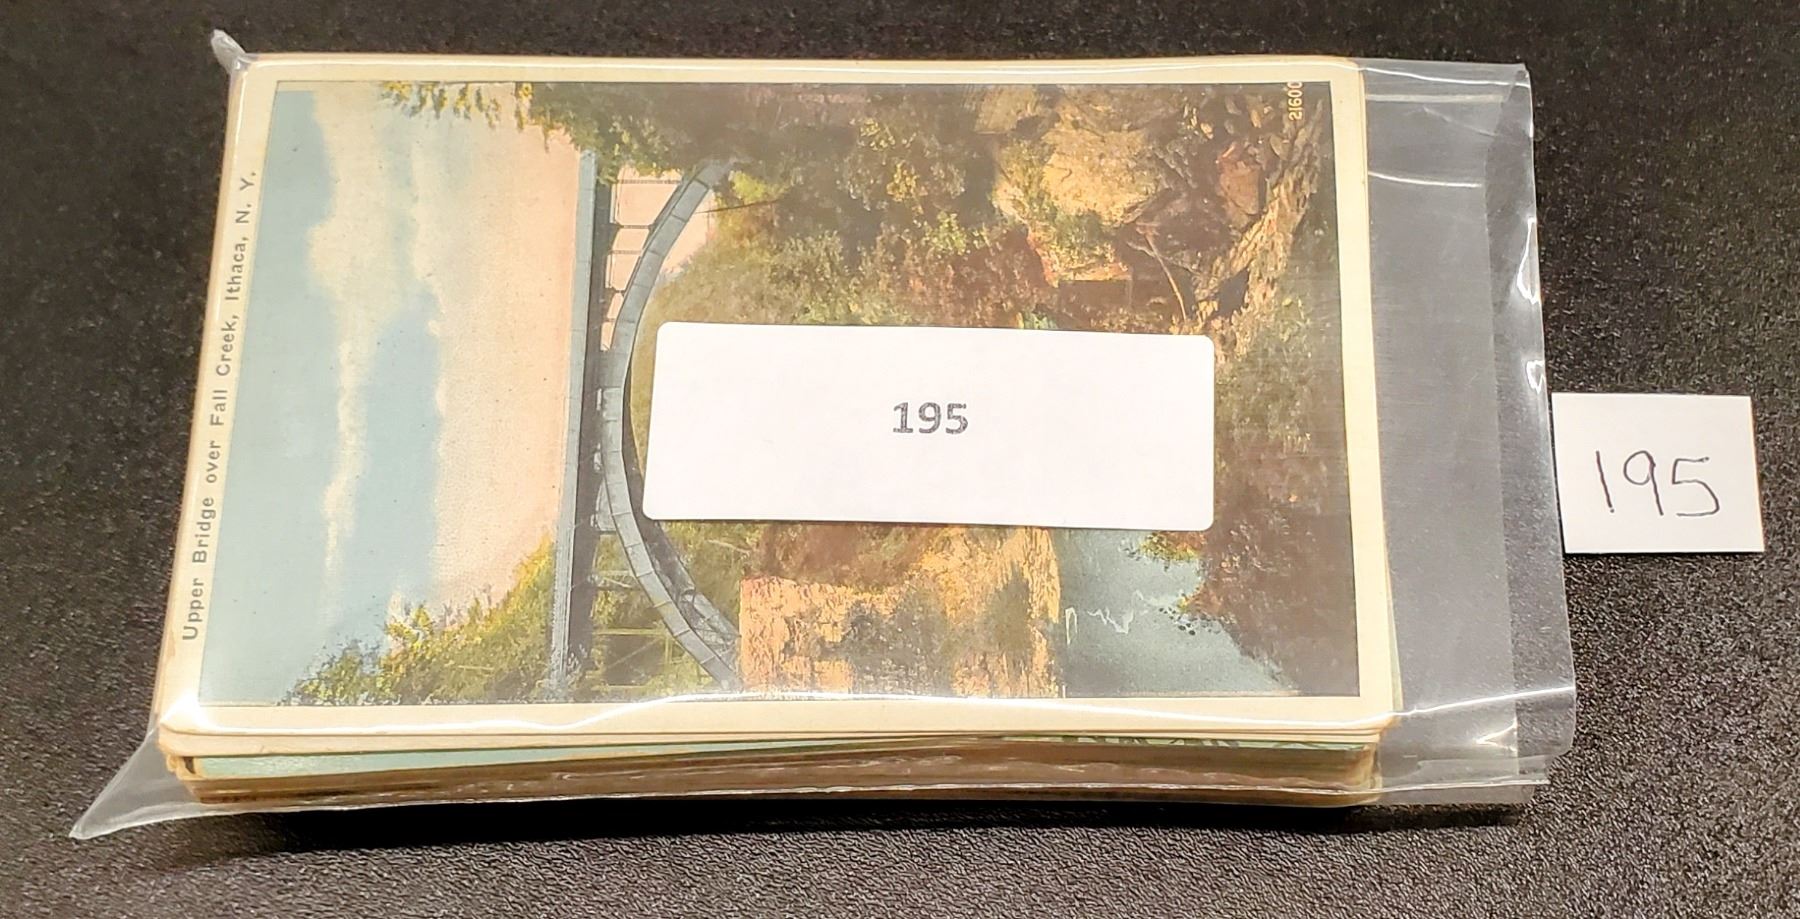 Upper Bridge over Fall Creek, Ithaca, N. Y.
21600
195
195